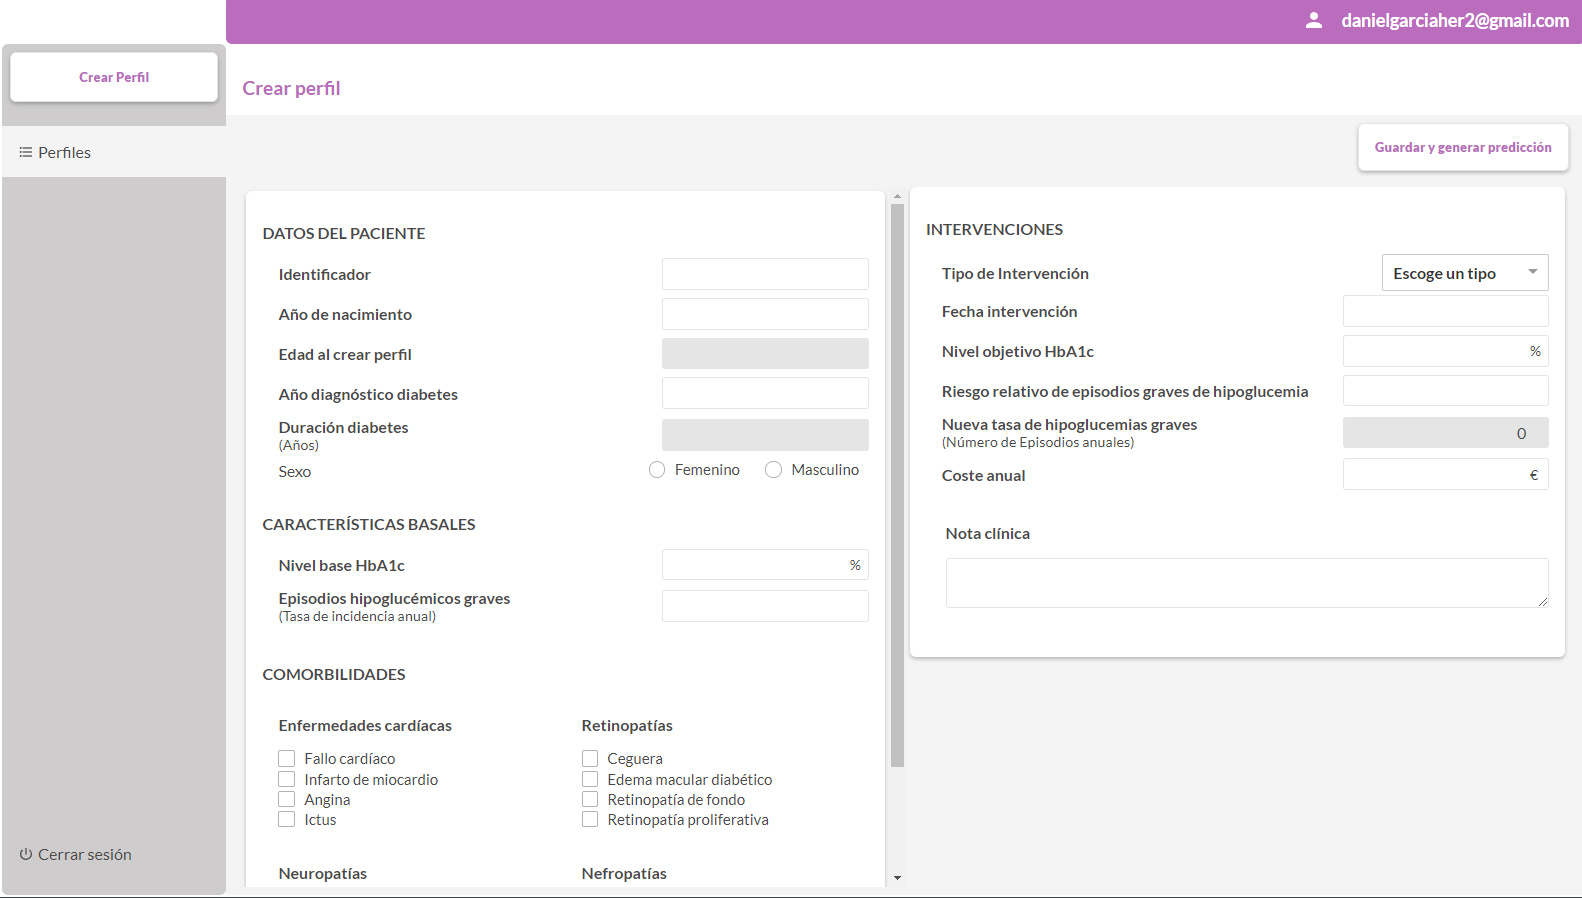 danielgarciaher2@gmail.com
Crear Perfil
Perfiles
Cerrar sesión
Crear perfil
Guardar y generar predicción
DATOS DEL PACIENTE
Identificador
Año de nacimiento
Edad al crear perfil
Año diagnóstico diabetes
Duración diabetes
(Años)
Sexo Femenino Masculino
CARACTERÍSTICAS BASALES
Nivel base HbA1c %
Episodios hipoglucémicos graves
(Tasa de incidencia anual)
COMORBILIDADES
Enfermedades cardíacas
Fallo cardíaco
Infarto de miocardio
Angina
Ictus
Retinopatías
Ceguera
Edema macular diabético
Retinopatía de fondo
Retinopatía proliferativa
Neuropatías
Nefropatías
INTERVENCIONES
Tipo de Intervención Escoge un tipo
Fecha intervención
Nivel objetivo HbA1c %
Riesgo relativo de episodios graves de hipoglucemia
Nueva tasa de hipoglucemias graves 0
(Número de Episodios anuales)
Coste anual €
Nota clínica